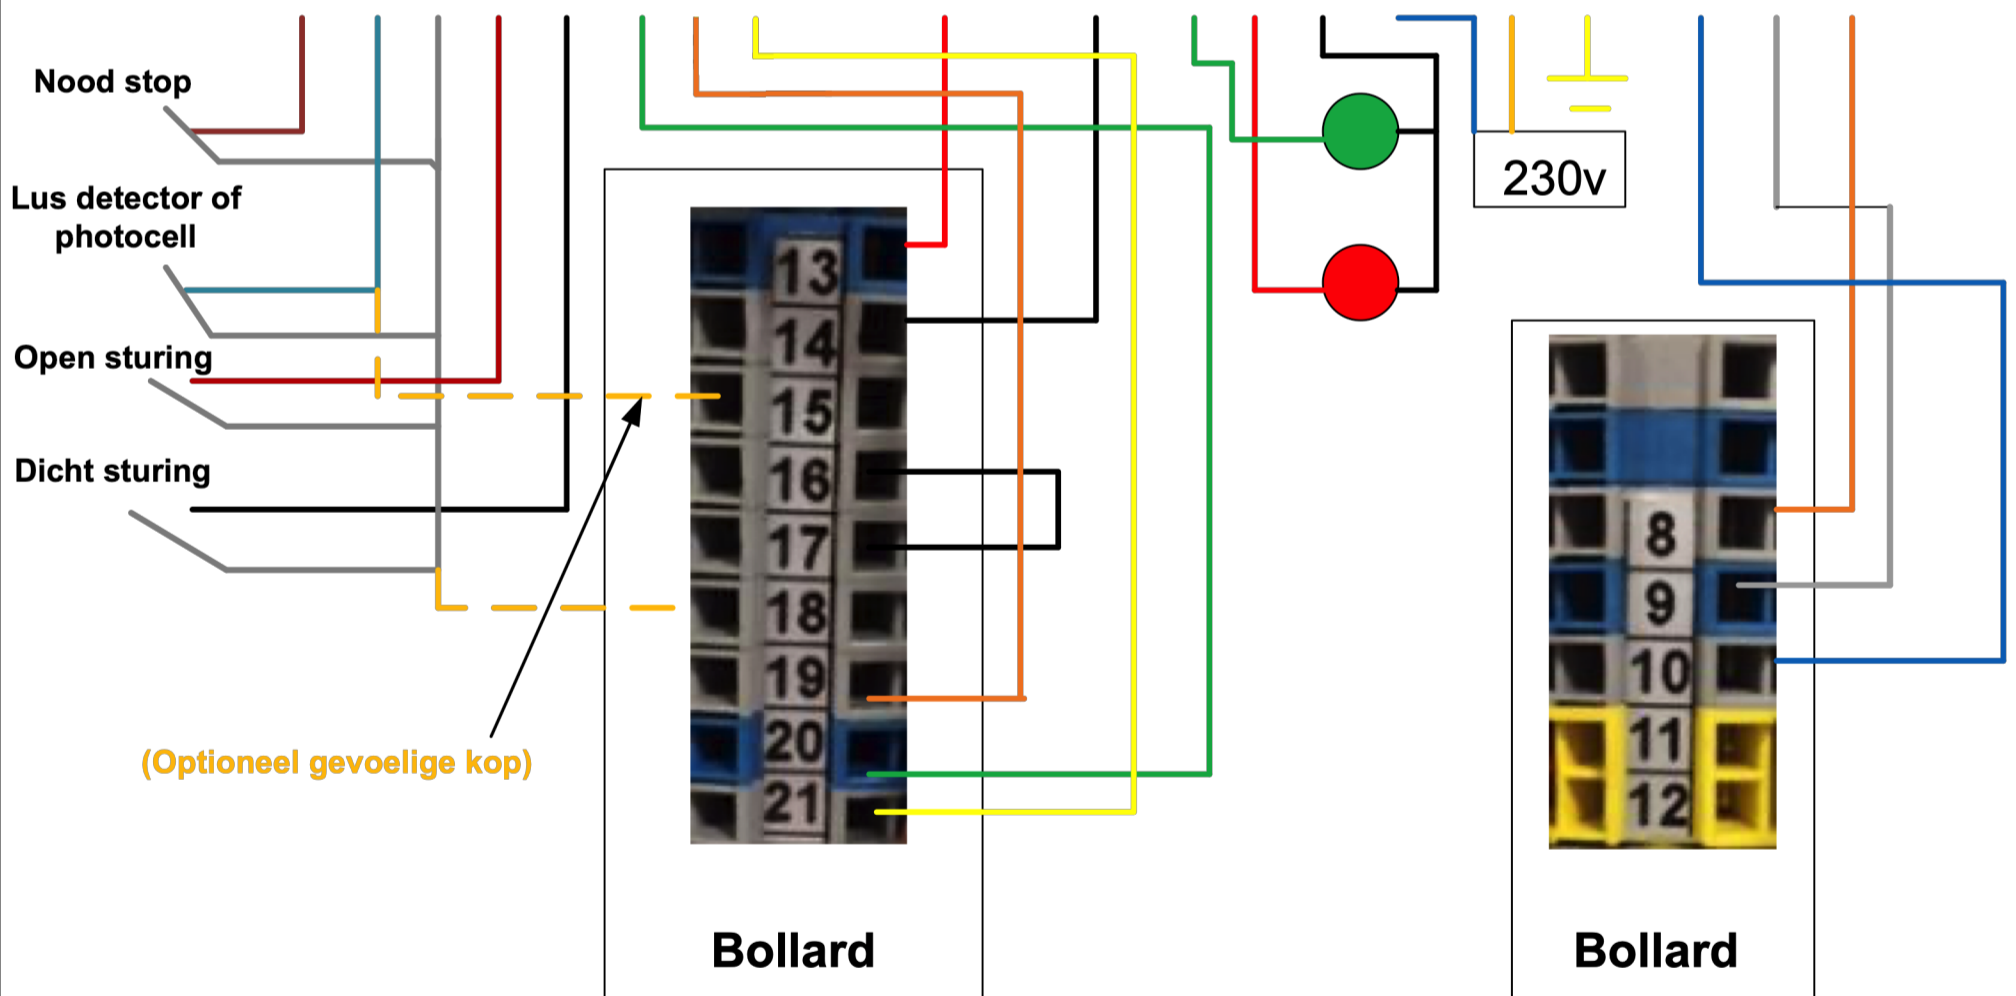 Nood stop
Lus detector of
photocell
Open sturing
Dicht sturing
(Optioneel gevoelige kop)
13
14
15
16
17
18
19
20
21
Bollard
230v
8
9
10
11
12
Bollard